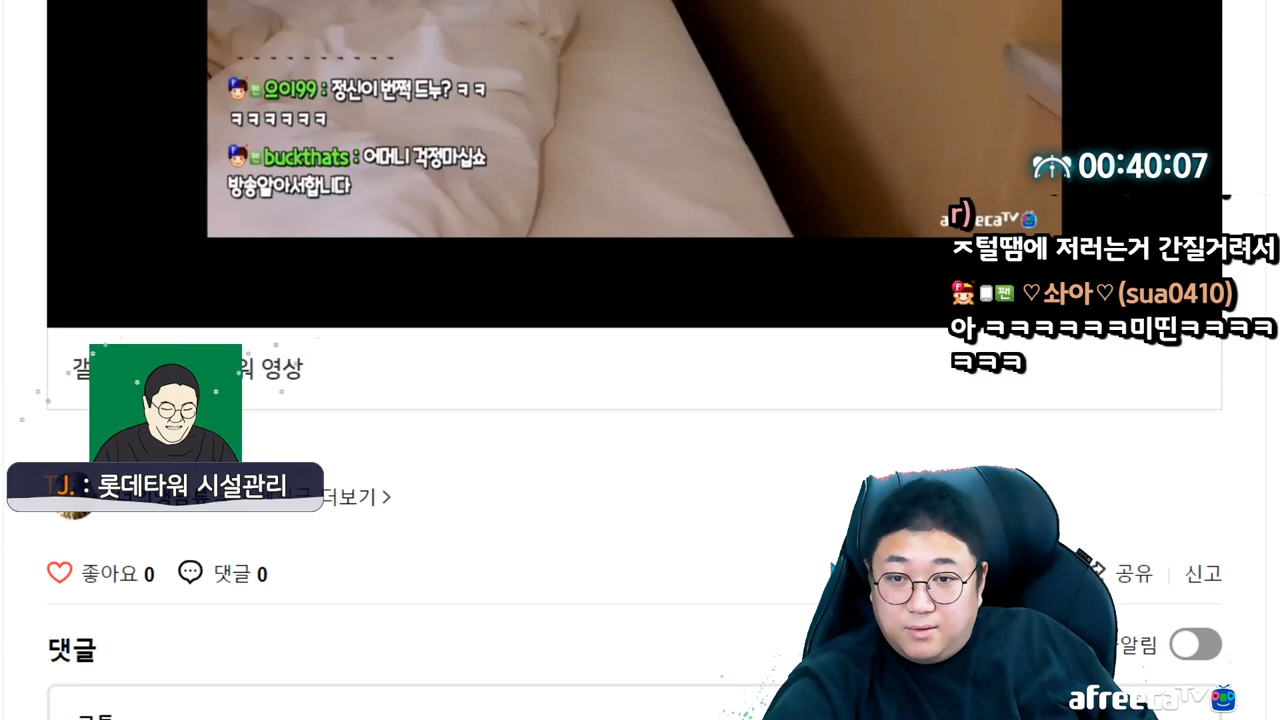 으이99 : 정신이 번쩍 드누? ㅋㅋ
ㅋㅋㅋㅋㅋㅋ
buckthats : 어머니 걱정마십쇼
방송알아서합니다
afreecaTV
00:40:07
r)
ㅈ털땜에 저러는거 간질거려서
팬 ♡솨아♡(sua0410)
아 ㅋㅋㅋㅋㅋㅋ미띤ㅋㅋㅋㅋ
ㅋㅋㅋ
영상
TJ. : 롯데타워 시설관리
더보기 >
좋아요 0
댓글 0
공유
신고
댓글
알림
afreecaTV